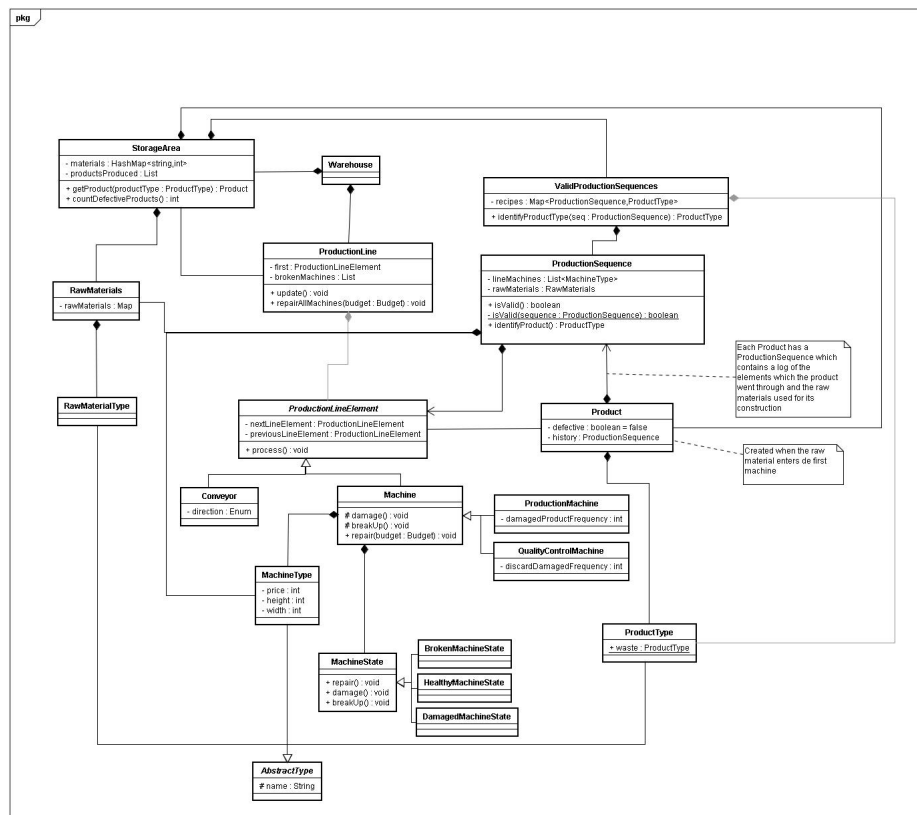 pkg
StorageArea
- materials : HashMap<string,int>
- productsProduced : List
+ getProduct(productType : ProductType) : Product
+ countDefectiveProducts() : int
Warehouse
ValidProductionSequences
- recipes : Map<ProductionSequence,ProductType>
+ identifyProductType(seq : ProductionSequence) : ProductType
ProductionLine
- first : ProductionLineElement
- brokenMachines : List
+ update() : void
+ repairAllMachines(budget : Budget) : void
ProductionSequence
- lineMachines : List<MachineType>
- rawMaterials : RawMaterials
+ isValid() : boolean
- isValid(sequence : ProductionSequence) : boolean
+ identifyProduct() : ProductType
RawMaterials
- rawMaterials : Map
Each Product has a
ProductionSequence which
contains a log of the
elements which the product
went through and the raw
materials used for its
construction
RawMaterialType
ProductionLineElement
- nextLineElement : ProductionLineElement
- previousLineElement : ProductionLineElement
+ process() : void
Product
- defective : boolean = false
- history : ProductionSequence
Created when the raw
material enters de first
machine
Conveyor
- direction : Enum
Machine
# damage() : void
# breakUp() : void
+ repair(budget : Budget) : void
ProductionMachine
- damagedProductFrequency : int
QualityControlMachine
- discardDamagedFrequency : int
MachineType
- price : int
- height : int
- width : int
ProductType
+ waste : ProductType
MachineState
+ repair() : void
+ damage() : void
+ breakUp() : void
BrokenMachineState
HealthyMachineState
DamagedMachineState
AbstractType
# name : String